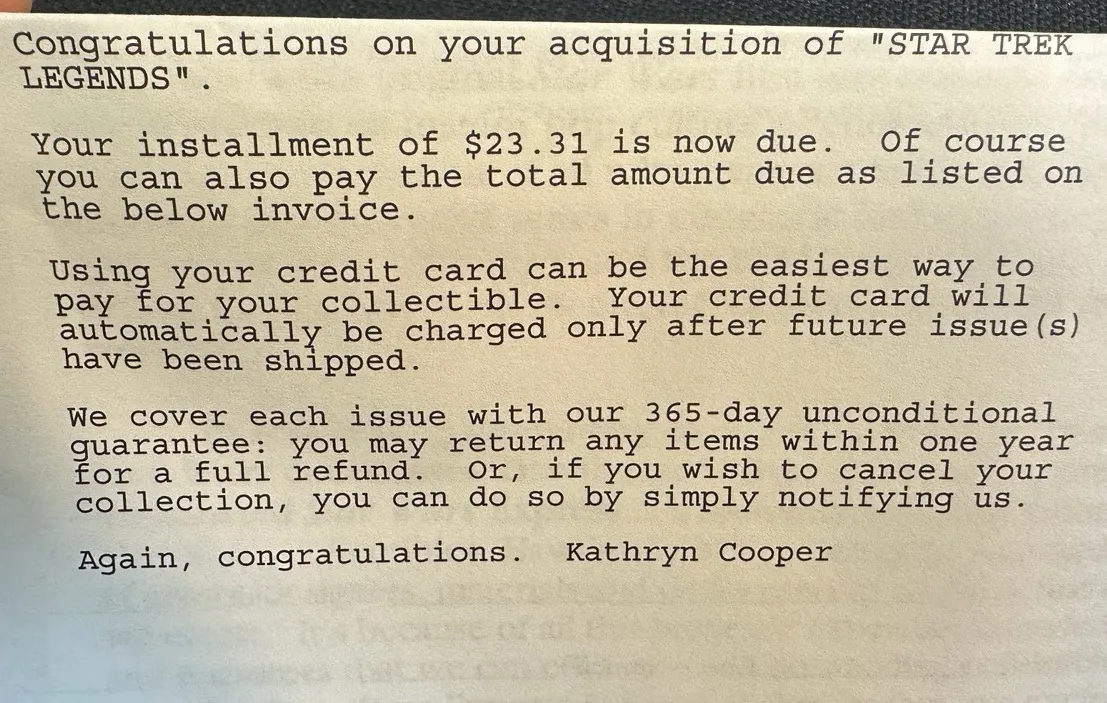 Congratulations on your acquisition of "STAR TREK
LEGENDS".
Your installment of $23.31 is now due.  Of course
you can also pay the total amount due as listed on
the below invoice.
Using your credit card can be the easiest way to
pay for your collectible.  Your credit card will
automatically be charged only after future issue(s)
have been shipped.
We cover each issue with our 365-day unconditional
guarantee: you may return any items within one year
for a full refund.  Or, if you wish to cancel your
collection, you can do so by simply notifying us.
Again, congratulations.  Kathryn Cooper